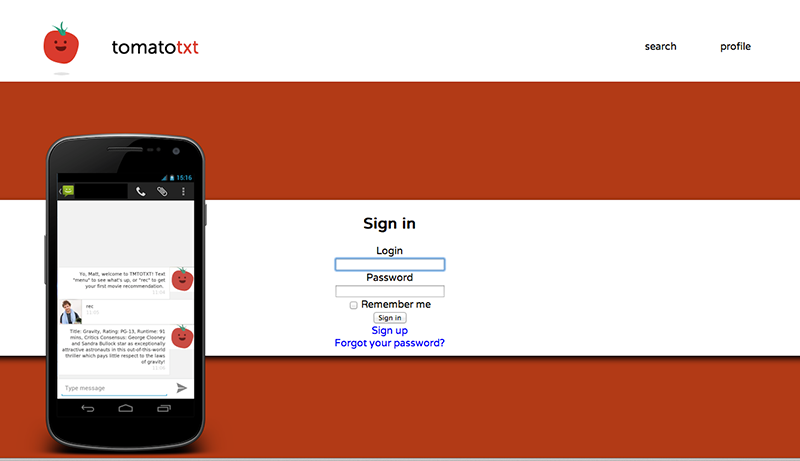 tomatotxt
search
profile
15:16
Yo, Matt, welcome to TMTOTXT! Text
"menu" to see what's up, or "rec" to get
your first movie recommendation.
rec
Title: Gravity, Rating: PG-13, Runtime: 91
mins, Critics Consensus: George Clooney
and Sandra Bullock star as exceptionally
attractive astronauts in this out-of-this-world
thriller which pays little respect to the laws
of gravity!
Type message
Sign in
Login
Password
Remember me
Sign in
Sign up
Forgot your password?